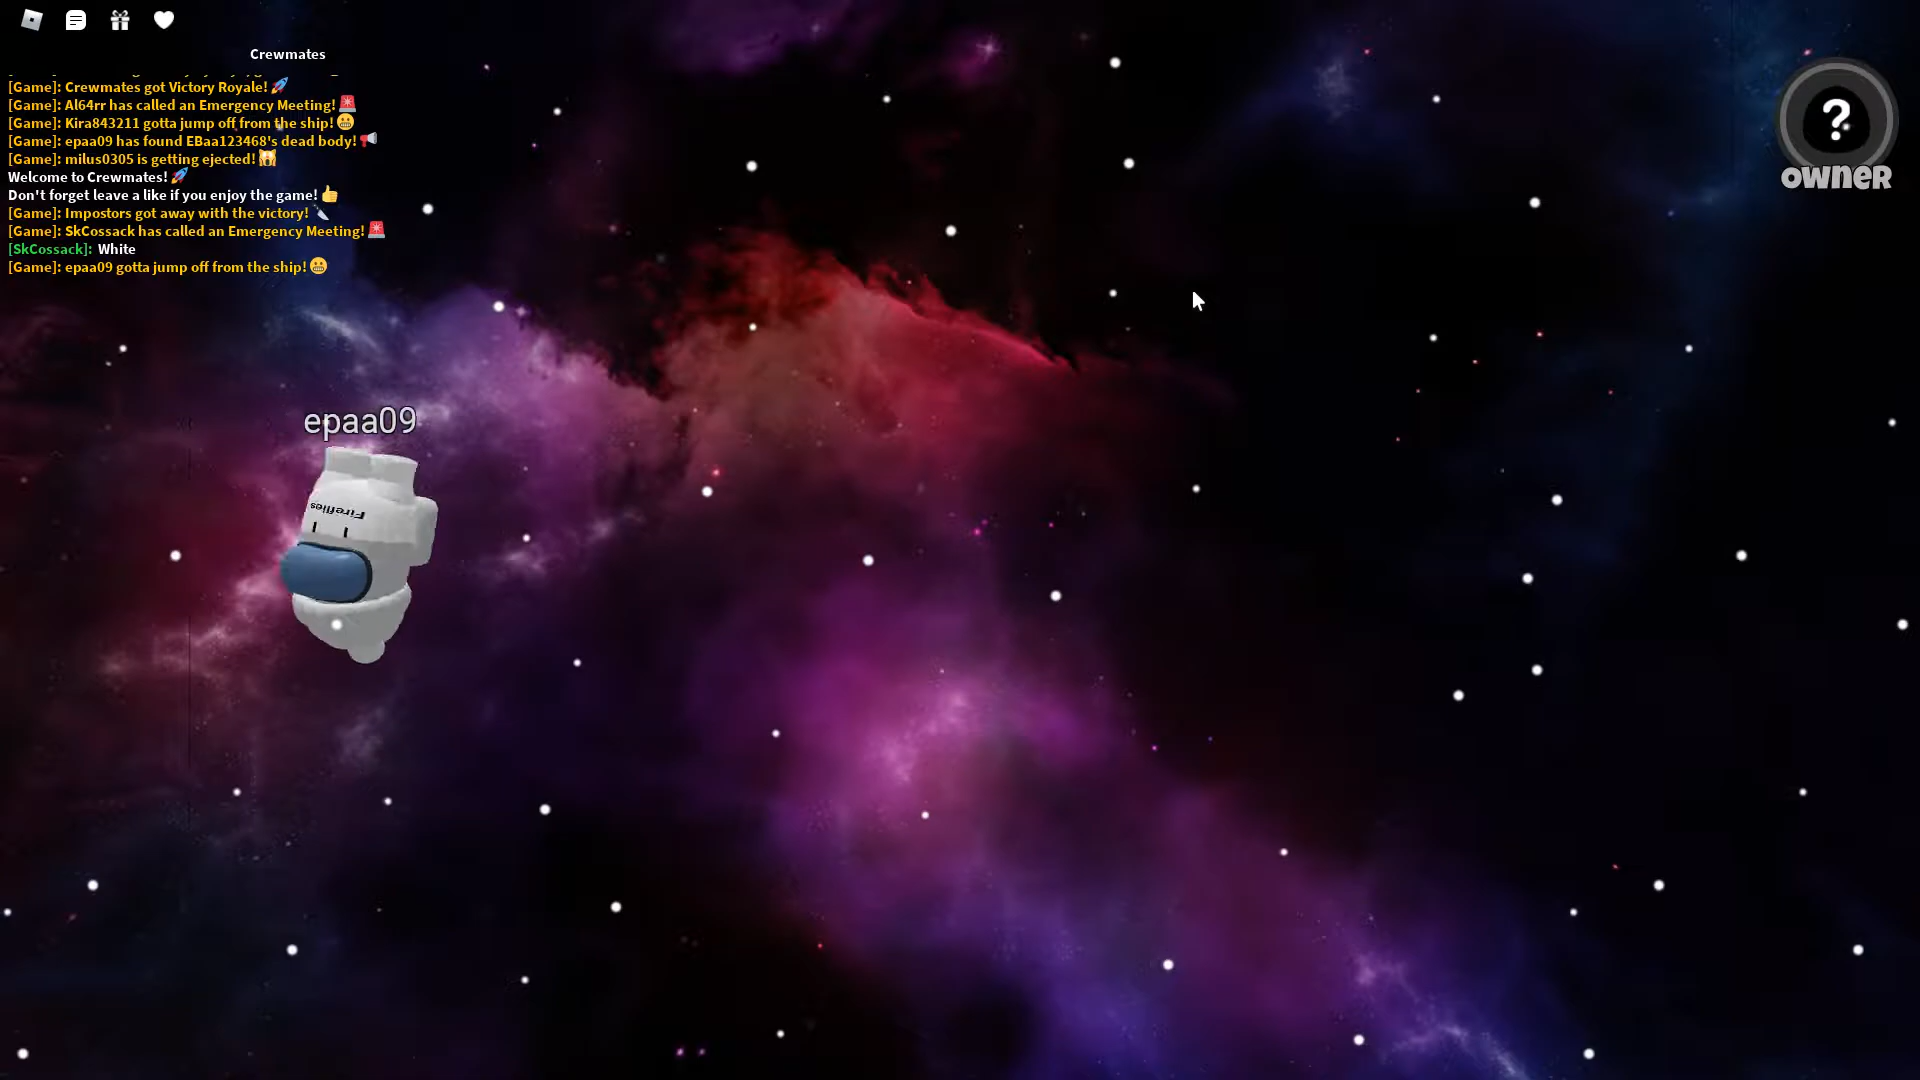 Crewmates
[Game]: Crewmates got Victory Royale! 🚀
[Game]: Al64rr has called an Emergency Meeting! 🚨
[Game]: Kira843211 gotta jump off from the ship! 😬
[Game]: epaa09 has found EBaa123468's dead body! 📢
[Game]: milus0305 is getting ejected! 🙀
Welcome to Crewmates! 🚀
Don't forget leave a like if you enjoy the game! 👍
[Game]: Impostors got away with the victory! 🔪
[Game]: SkCossack has called an Emergency Meeting! 🚨
[SkCossack]: White
[Game]: epaa09 gotta jump off from the ship! 😬
?
OWNER
epaa09
Fireflies